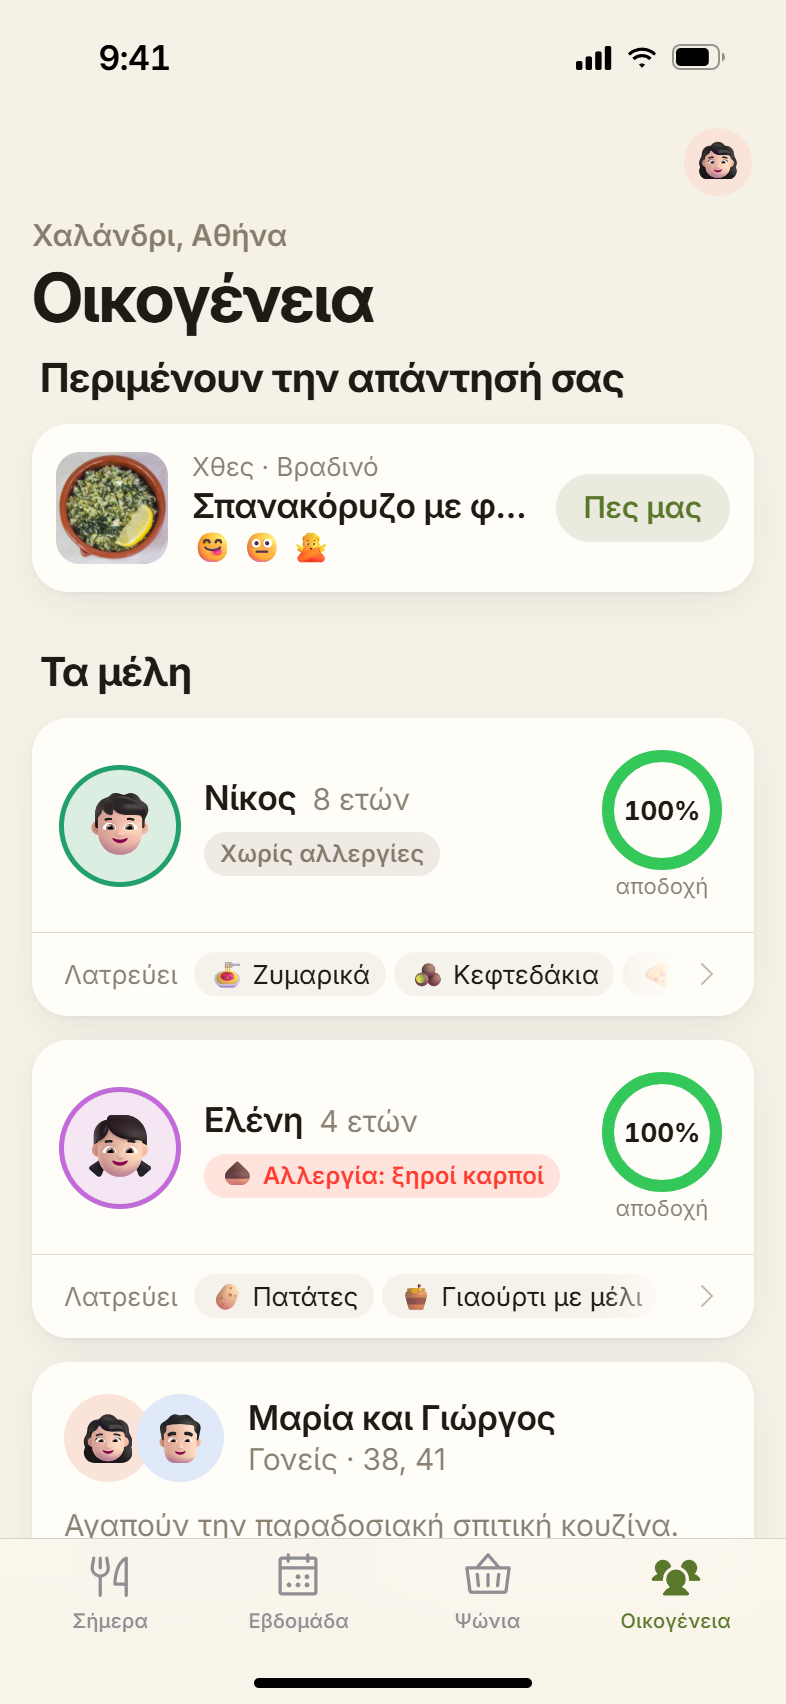 9:41
Χαλάνδρι, Αθήνα
Οικογένεια
Περιμένουν την απάντησή σας
Χθες · Βραδινό
Σπανακόρυζο με φ...
Πες μας
Τα μέλη
Νίκος 8 ετών
100%
Χωρίς αλλεργίες
αποδοχή
Λατρεύει Ζυμαρικά Κεφτεδάκια
Ελένη 4 ετών
100%
Αλλεργία: ξηροί καρποί
αποδοχή
Λατρεύει Πατάτες Γιαούρτι με μέλι
Μαρία και Γιώργος
Γονείς · 38, 41
Αγαπούν την παραδοσιακή σπιτική κουζίνα.
Σήμερα Εβδομάδα Ψώνια Οικογένεια